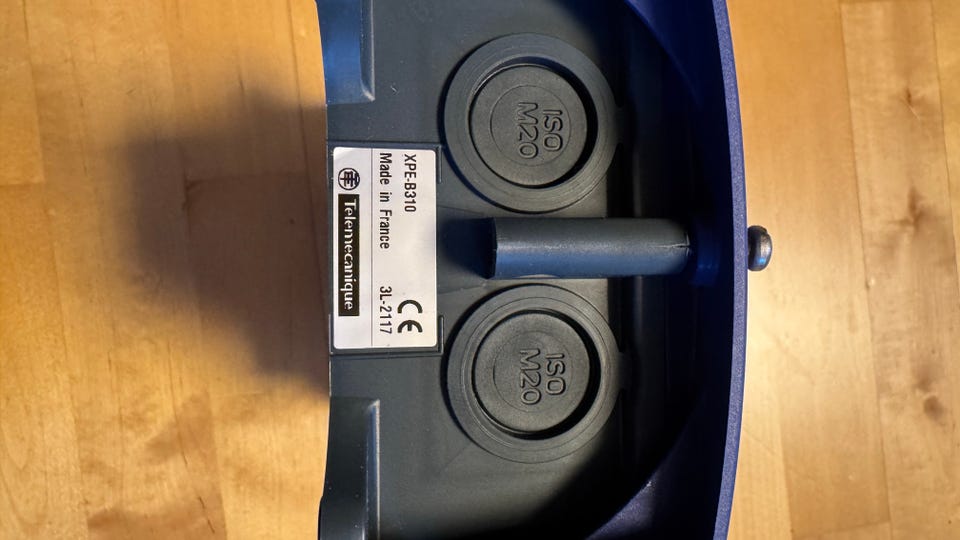 ISO
M20
XPE-B310
Made in France 3L-2117
Telemecanique
CE
ISO
M20